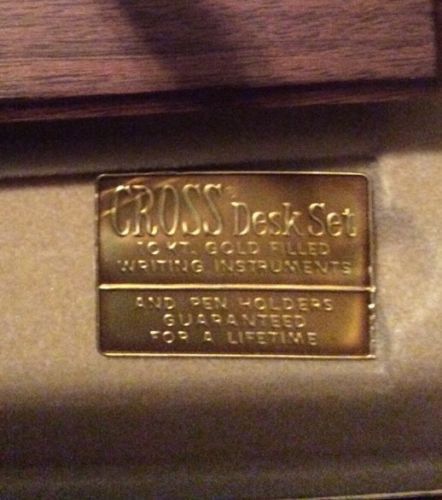 CROSS® Desk Set
10 KT. GOLD FILLED
WRITING INSTRUMENTS
AND PEN HOLDERS
GUARANTEED
FOR A LIFETIME